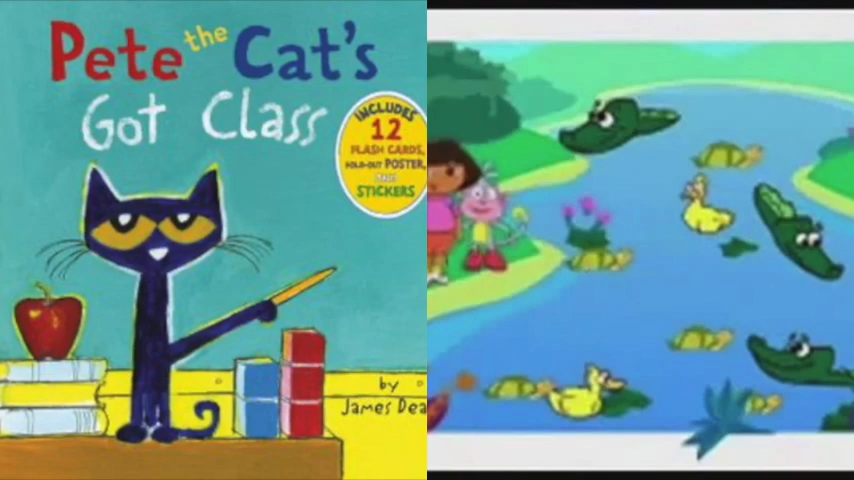 Pete the Cat's
Got Class
INCLUDES
12
FLASH CARDS,
FOLD-OUT POSTER,
AND
STICKERS
by
James Dea